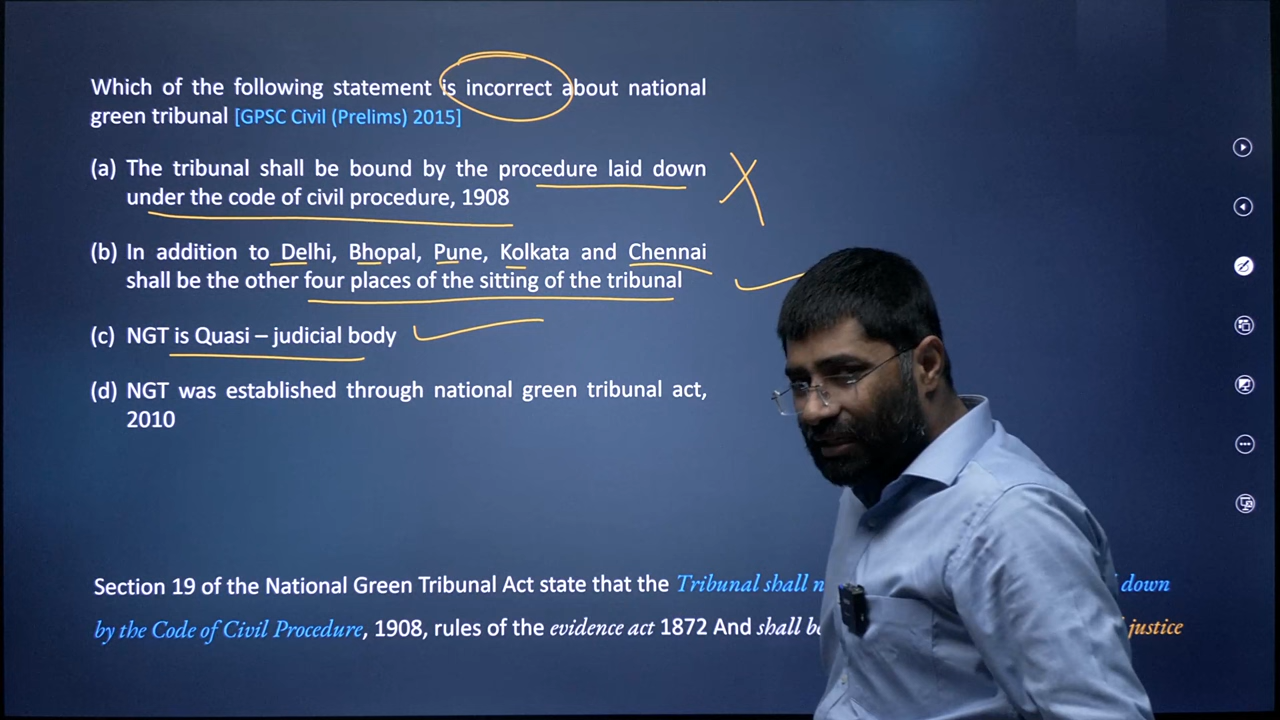 Which of the following statement is incorrect about national
green tribunal [GPSC Civil (Prelims) 2015]
(a) The tribunal shall be bound by the procedure laid down
under the code of civil procedure, 1908
(b) In addition to Delhi, Bhopal, Pune, Kolkata and Chennai
shall be the other four places of the sitting of the tribunal
(c) NGT is Quasi – judicial body
(d) NGT was established through national green tribunal act,
2010
Section 19 of the National Green Tribunal Act state that the Tribunal shall down
by the Code of Civil Procedure, 1908, rules of the evidence act 1872 And shall justice